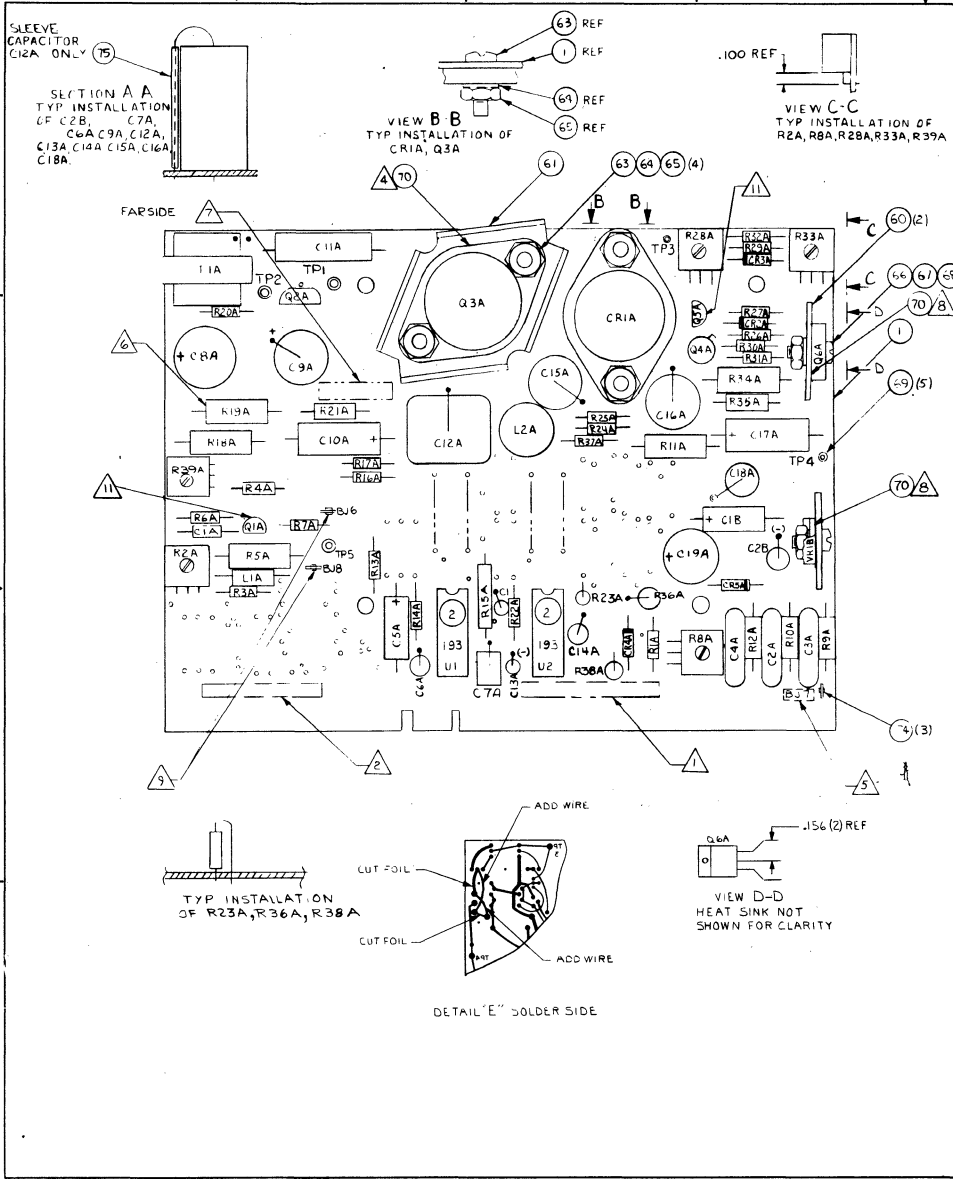 SLEEVE
CAPACITOR
C12A ONLY 75
SECTION A A
TYP INSTALLATION
OF C2B, C7A,
C6A C9A, C12A,
C13A, C14A C15A, C16A,
C18A.
63 REF
1 REF
64 REF
65 REF
VIEW B-B
TYP INSTALLATION OF
CR1A, Q3A
.100 REF
VIEW C-C
TYP INSTALLATION OF
R2A, R8A, R28A, R33A, R39A
4 70
61
63 64 65 (4)
11
B B
60 (2)
C
C
FARSIDE 7
66 67 68
D
D
70 8
1
69 (5)
L1A
C11A
TP2
TP1
Q2A
R20A
Q3A
CR1A
TP3
R28A
R32A
R29A
CR3A
R33A
Q5A
Q4A
R27A
CR2A
R26A
R30A
R31A
Q6A
6
+ C8A
+
C9A
C15A
C16A
R34A
R35A
R19A
R21A
C12A
L2A
R25A
R24A
R37A
R18A
C10A +
R11A
+ C17A
R17A
R16A
TP4
R39A
R4A
C18A
70 8
11
R6A
C1A
Q1A
R7A
BJ6
+ C1B
(-)
C2B
VR1B
R2A
R5A
TP5
BJ8
+ C19A
L1A
R3A
R13A
CR5A
C5A +
R14A
2
193
U1
R15A
C1
R22A
2
193
U2
R23A
R36A
C14A
CR4A
R1A
R8A
C4A
R12A
C2A
R10A
C3A
R9A
C6A
C7A
(-)
C13A
R38A
BJ7
74 (3)
9
2
1
5
TYP INSTALLATION
OF R23A, R36A, R38A
ADD WIRE
CUT FOIL
CUT FOIL
ADD WIRE
DETAIL "E" SOLDER SIDE
Q6A
.156 (2) REF
VIEW D-D
HEAT SINK NOT
SHOWN FOR CLARITY